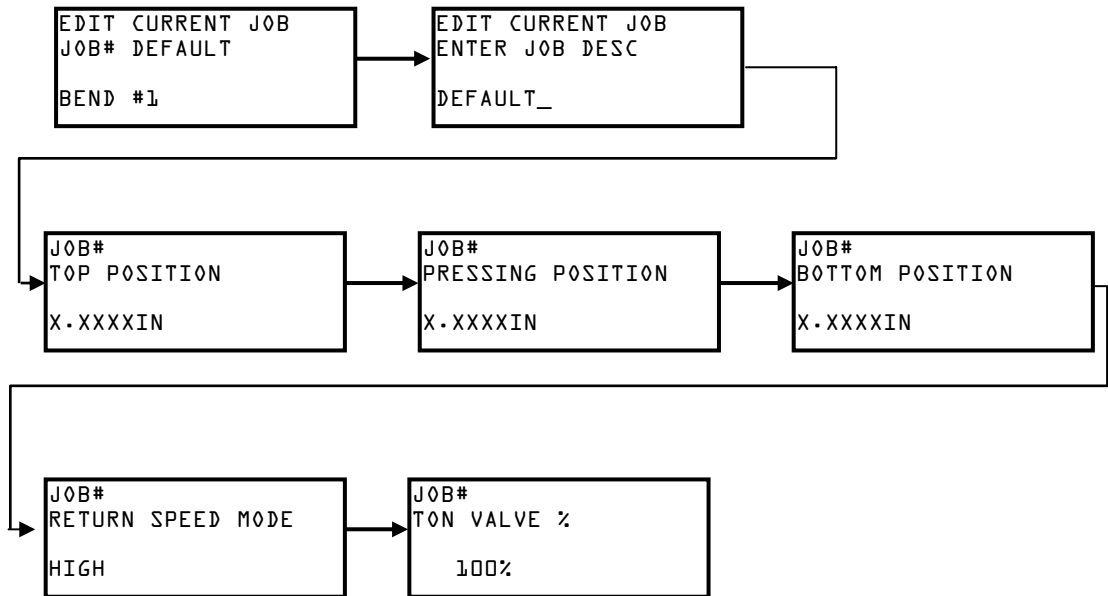 EDIT CURRENT JOB
JOB# DEFAULT
BEND #1
EDIT CURRENT JOB
ENTER JOB DESC
DEFAULT_
JOB#
TOP POSITION
X.XXXXIN
JOB#
PRESSING POSITION
X.XXXXIN
JOB#
BOTTOM POSITION
X.XXXXIN
JOB#
RETURN SPEED MODE
HIGH
JOB#
TON VALVE %
100%